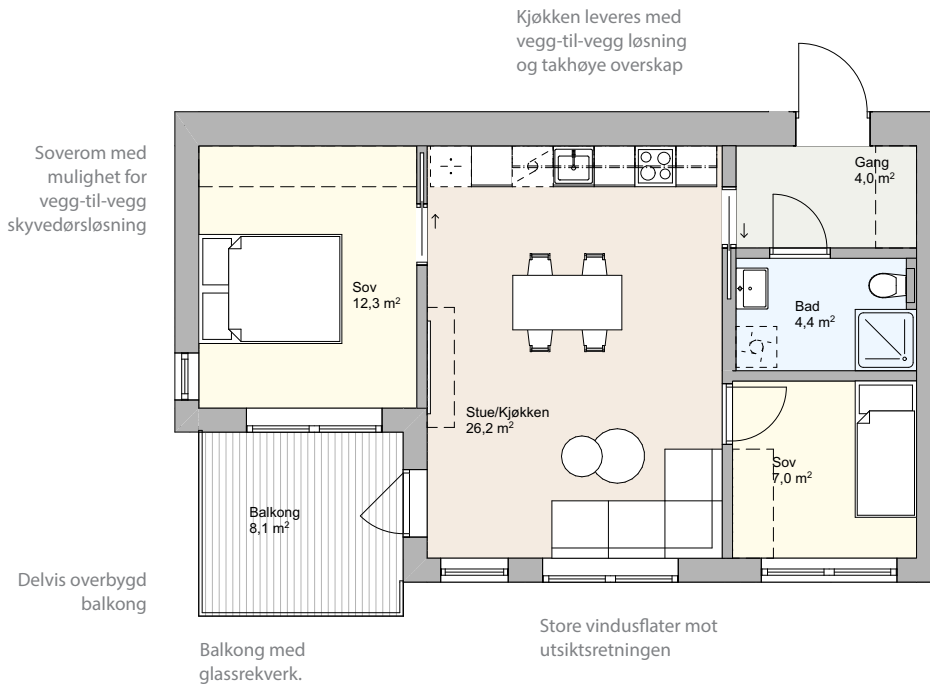 Kjøkken leveres med
vegg-til-vegg løsning
og takhøye overskap
Soverom med
mulighet for
vegg-til-vegg
skyvedørsløsning
Gang
4,0 m²
Sov
12,3 m²
Bad
4,4 m²
Stue/Kjøkken
26,2 m²
Sov
7,0 m²
Balkong
8,1 m²
Delvis overbygd
balkong
Balkong med
glassrekverk.
Store vindusflater mot
utsiktsretningen